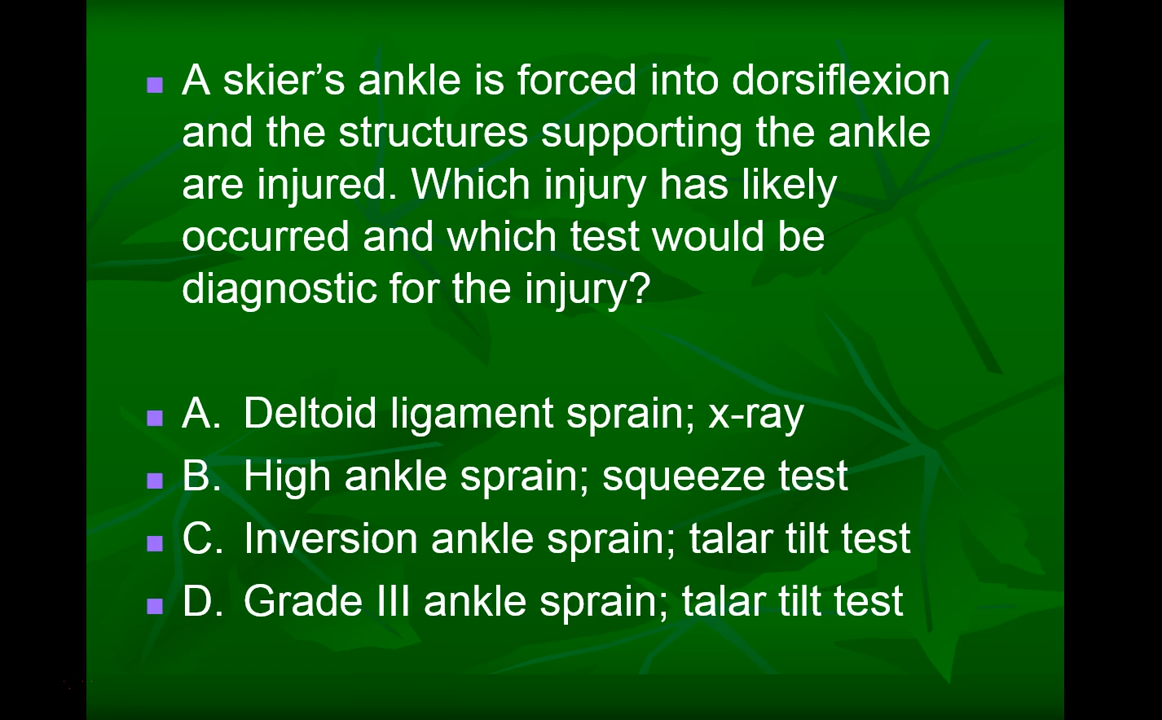 A skier’s ankle is forced into dorsiflexion
and the structures supporting the ankle
are injured. Which injury has likely
occurred and which test would be
diagnostic for the injury?
A. Deltoid ligament sprain; x-ray
B. High ankle sprain; squeeze test
C. Inversion ankle sprain; talar tilt test
D. Grade III ankle sprain; talar tilt test